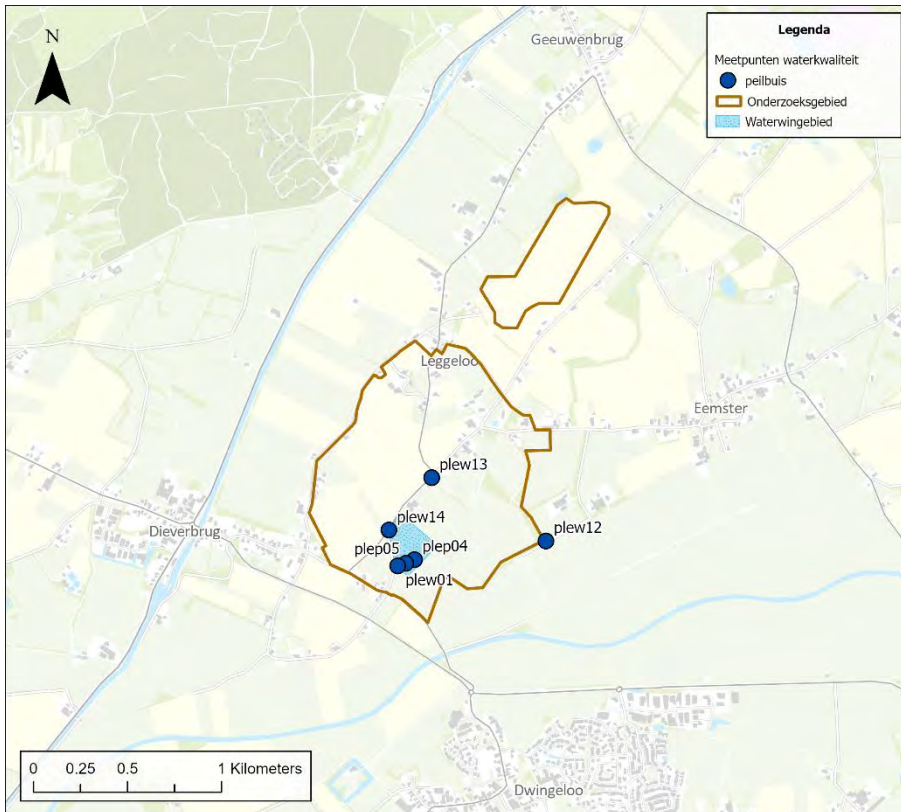 N
Geeuwenbrug
Legenda
Meetpunten waterkwaliteit
peilbuis
Onderzoeksgebied
Waterwingebied
Leggeloo
Eemster
plew13
Dieverbrug
plew14
plew12
plep05
plep04
plew01
0 0.25 0.5 1 Kilometers
Dwingeloo